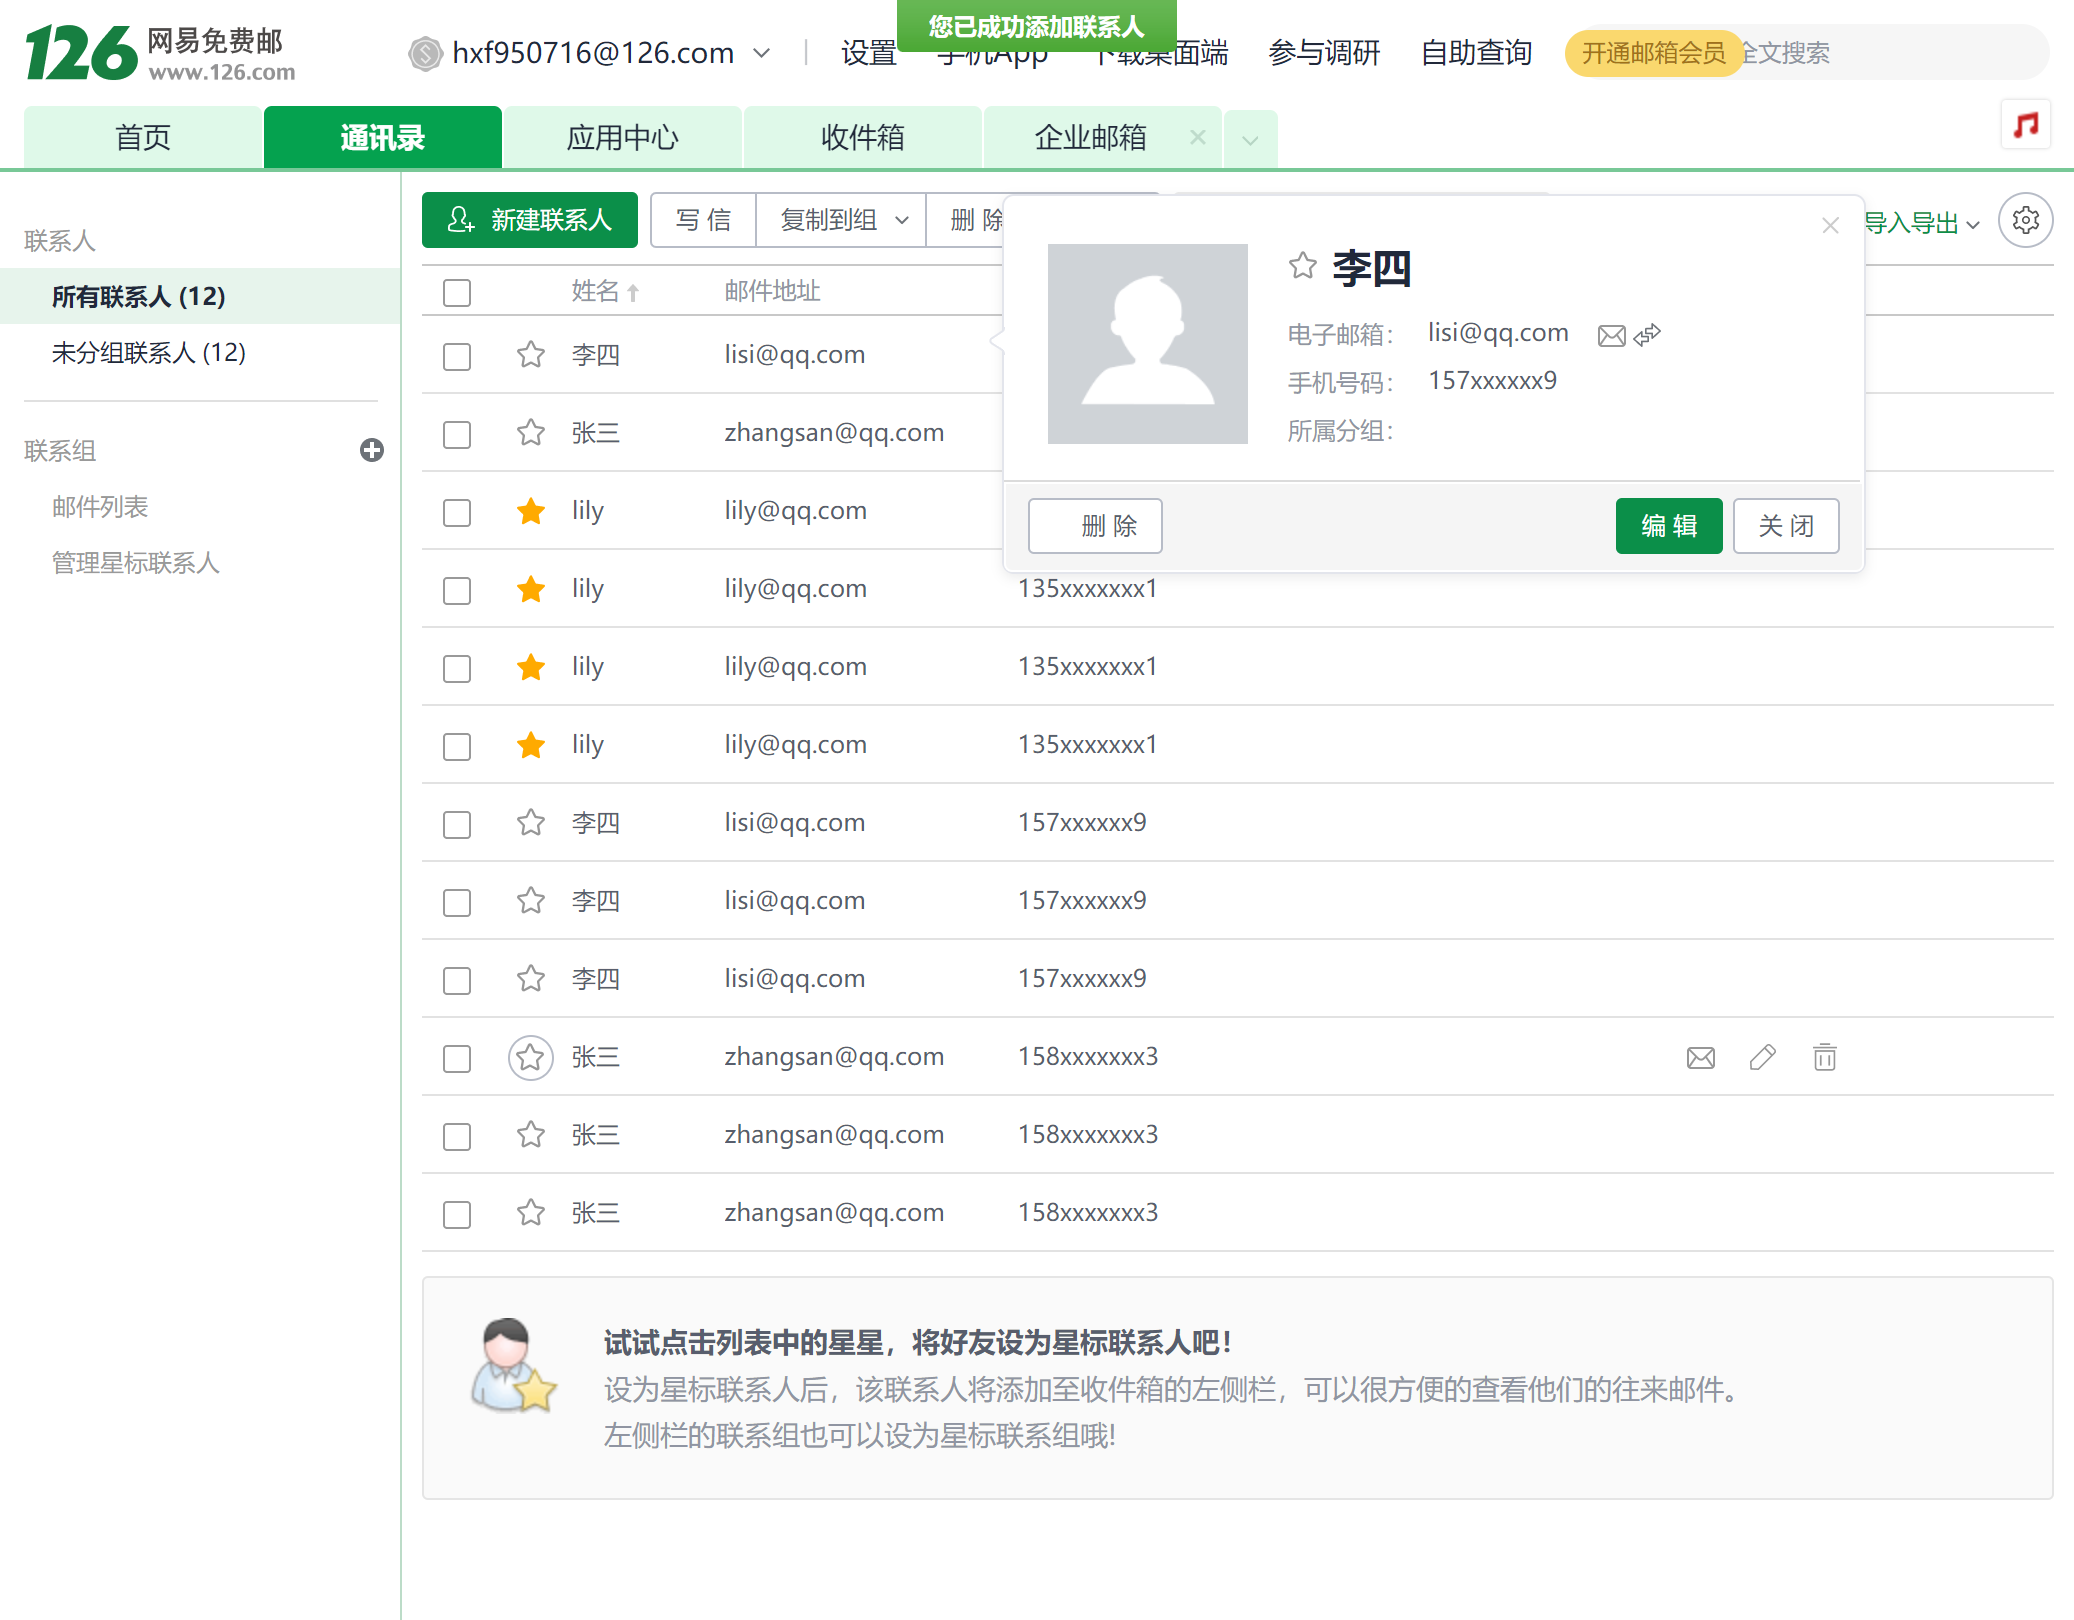 您已成功添加联系人
126 网易免费邮
www.126.com
hxf950716@126.com
设置 手机App 下载桌面端 参与调研 自助查询 开通邮箱会员 全文搜索
首页 通讯录 应用中心 收件箱 企业邮箱
联系人
所有联系人 (12)
未分组联系人 (12)
联系组
邮件列表
管理星标联系人
新建联系人 写 信 复制到组 删 除 导入导出
姓名 邮件地址
李四 lisi@qq.com
张三 zhangsan@qq.com
lily lily@qq.com
李四
电子邮箱： lisi@qq.com
手机号码： 157xxxxxx9
所属分组：
删 除 编 辑 关 闭
lily lily@qq.com 135xxxxxxx1
lily lily@qq.com 135xxxxxxx1
lily lily@qq.com 135xxxxxxx1
李四 lisi@qq.com 157xxxxxx9
李四 lisi@qq.com 157xxxxxx9
李四 lisi@qq.com 157xxxxxx9
张三 zhangsan@qq.com 158xxxxxxx3
张三 zhangsan@qq.com 158xxxxxxx3
张三 zhangsan@qq.com 158xxxxxxx3
试试点击列表中的星星，将好友设为星标联系人吧！
设为星标联系人后，该联系人将添加至收件箱的左侧栏，可以很方便的查看他们的往来邮件。
左侧栏的联系组也可以设为星标联系组哦!